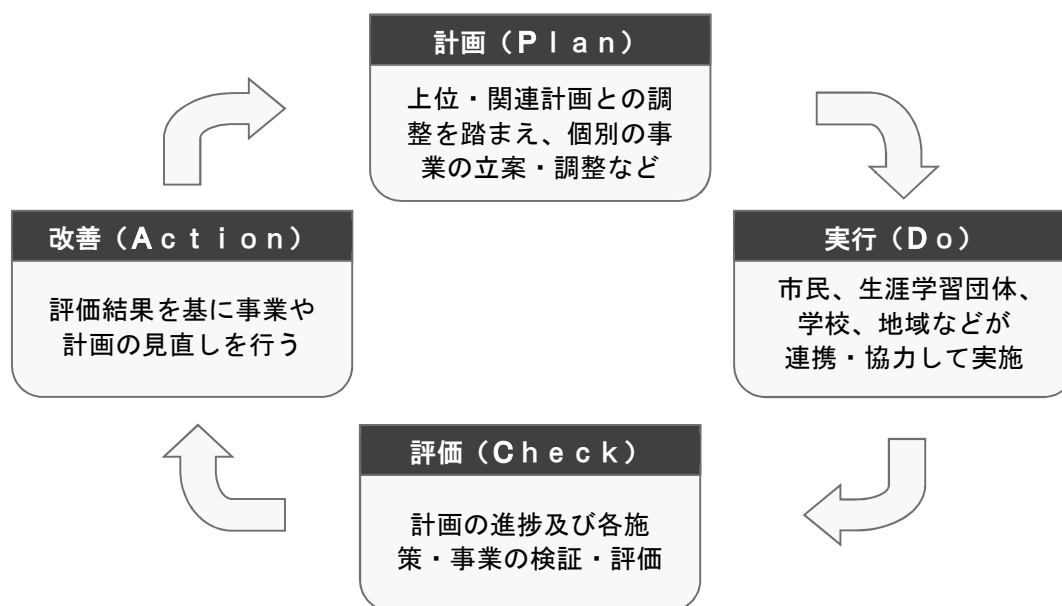 計画（Ｐｌａｎ）
上位・関連計画との調
整を踏まえ、個別の事
業の立案・調整など
実行（Ｄｏ）
市民、生涯学習団体、
学校、地域などが
連携・協力して実施
評価（Ｃｈｅｃｋ）
計画の進捗及び各施
策・事業の検証・評価
改善（Ａｃｔｉｏｎ）
評価結果を基に事業や
計画の見直しを行う